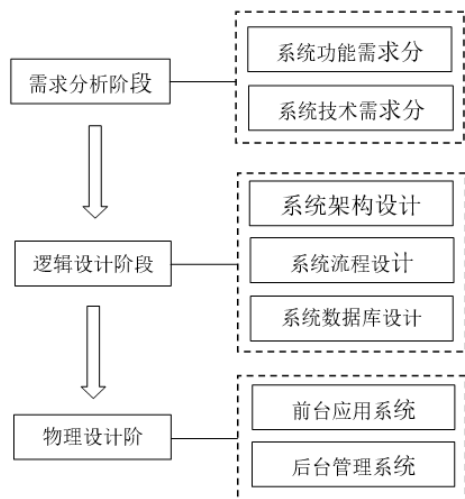 需求分析阶段
系统功能需求分
系统技术需求分
逻辑设计阶段
系统架构设计
系统流程设计
系统数据库设计
物理设计阶
前台应用系统
后台管理系统